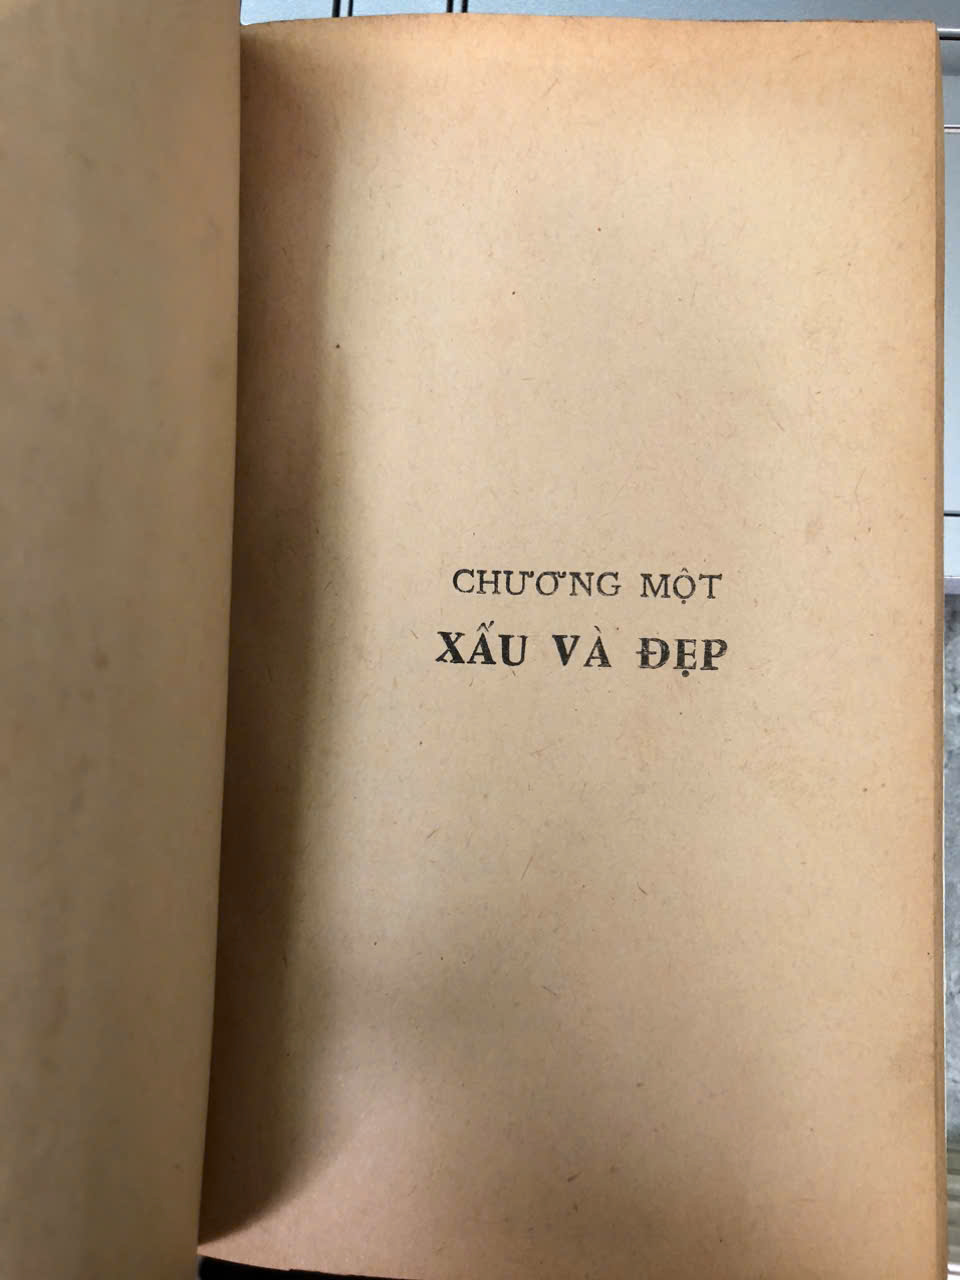 CHƯƠNG MỘT
XẤU VÀ ĐẸP